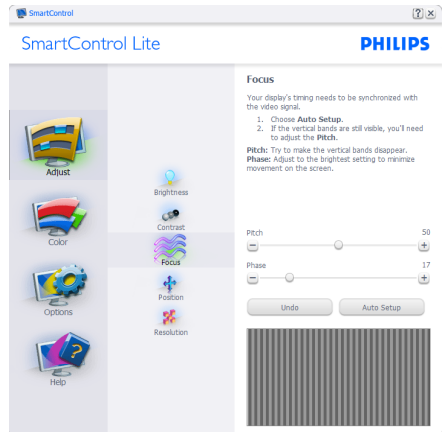 SmartControl
SmartControl Lite
PHILIPS
Adjust
Color
Options
Help
Brightness
Contrast
Focus
Position
Resolution
Focus
Your display's timing needs to be synchronized with
the video signal.
1. Choose Auto Setup.
2. If the vertical bands are still visible, you'll need
to adjust the Pitch.
Pitch: Try to make the vertical bands disappear.
Phase: Adjust to the brightest setting to minimize
movement on the screen.
Pitch 50
Phase 17
Undo Auto Setup